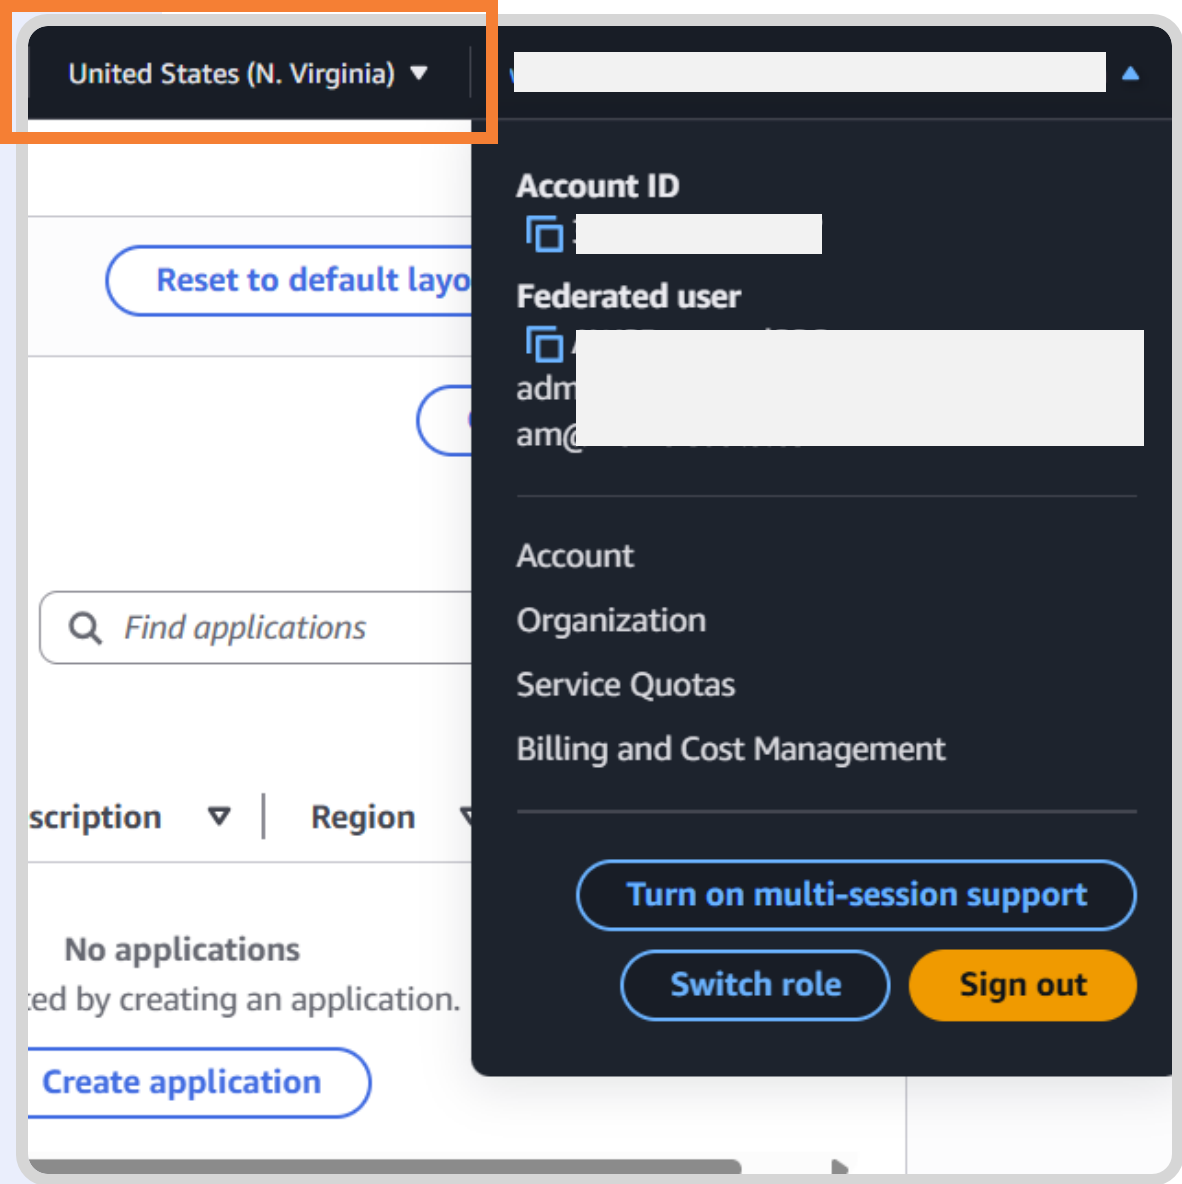 United States (N. Virginia)
Account ID
Reset to default layo
Federated user
adm
am@
Account
Find applications
Organization
Service Quotas
Billing and Cost Management
scription
Region
Turn on multi-session support
No applications
ted by creating an application.
Switch role
Sign out
Create application